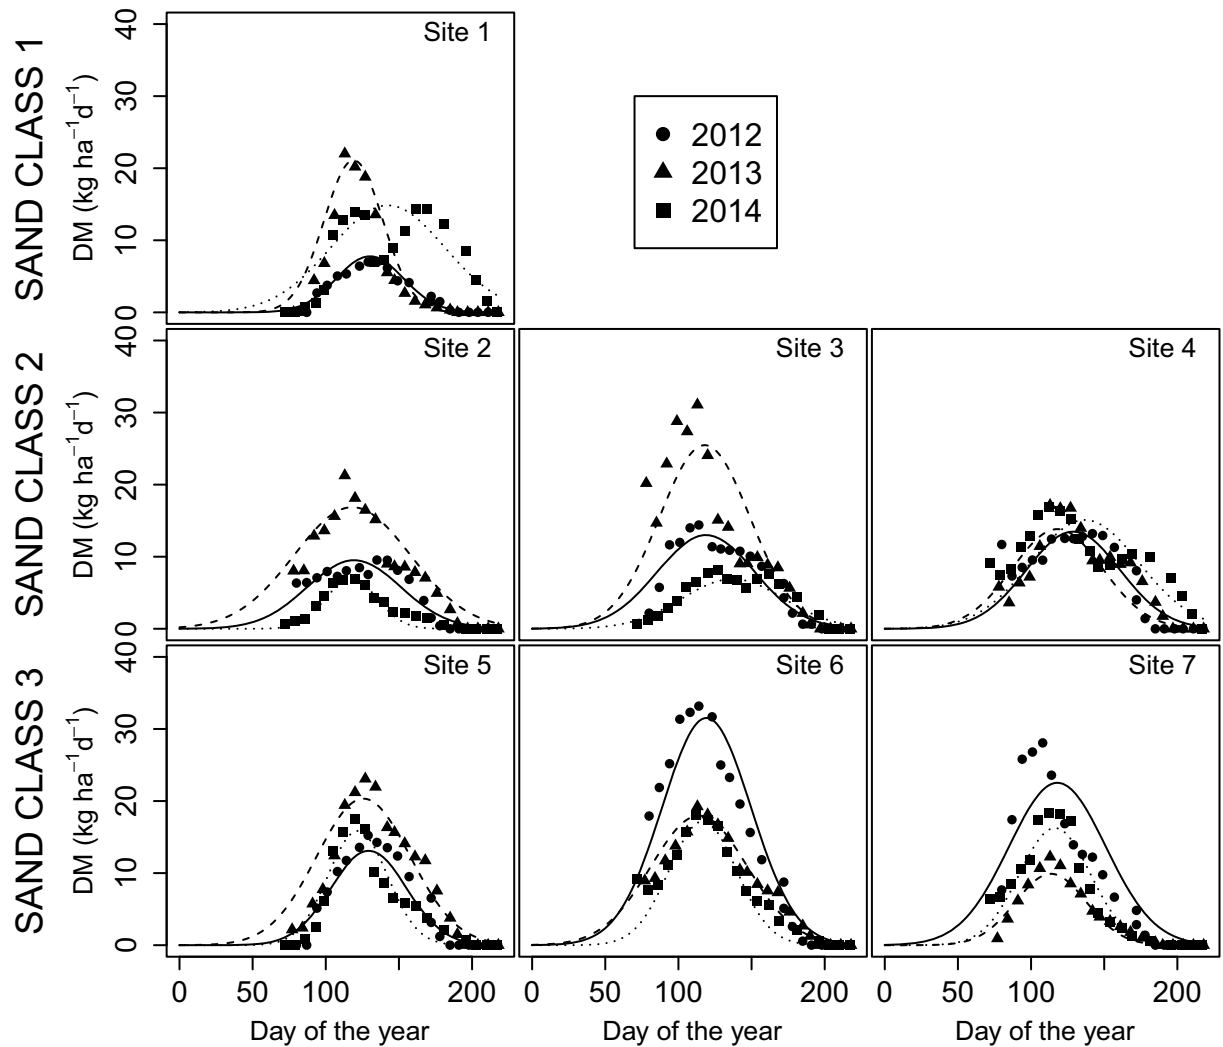 SAND CLASS 1
DM (kg ha⁻¹d⁻¹)
0 10 20 30 40
Site 1
2012
2013
2014
SAND CLASS 2
DM (kg ha⁻¹d⁻¹)
0 10 20 30 40
Site 2
Site 3
Site 4
SAND CLASS 3
DM (kg ha⁻¹d⁻¹)
0 10 20 30 40
Site 5
Site 6
Site 7
0 50 100 200
0 50 100 200
0 50 100 200
Day of the year
Day of the year
Day of the year